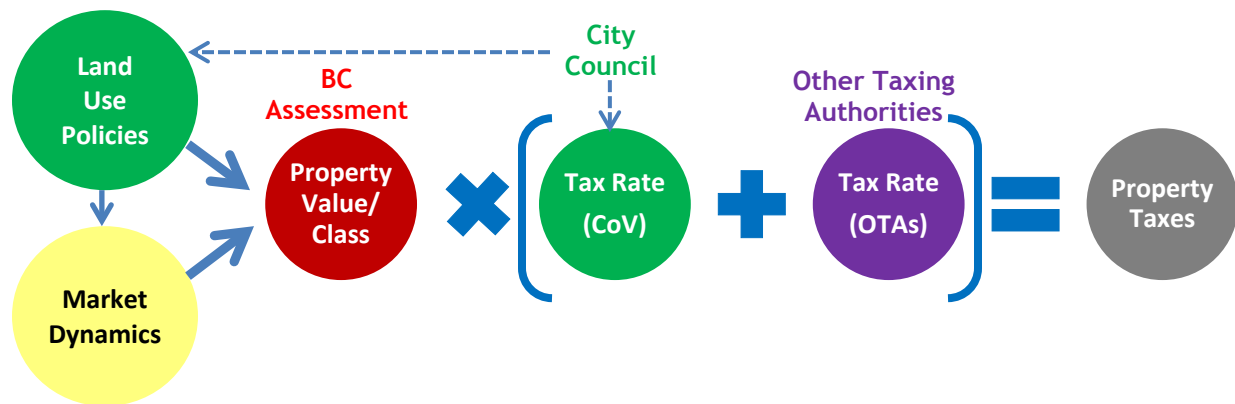 City
Council
Land
Use
Policies
BC
Assessment
Other Taxing
Authorities
Property
Value/
Class
Tax Rate
(CoV)
Tax Rate
(OTAs)
Property
Taxes
Market
Dynamics